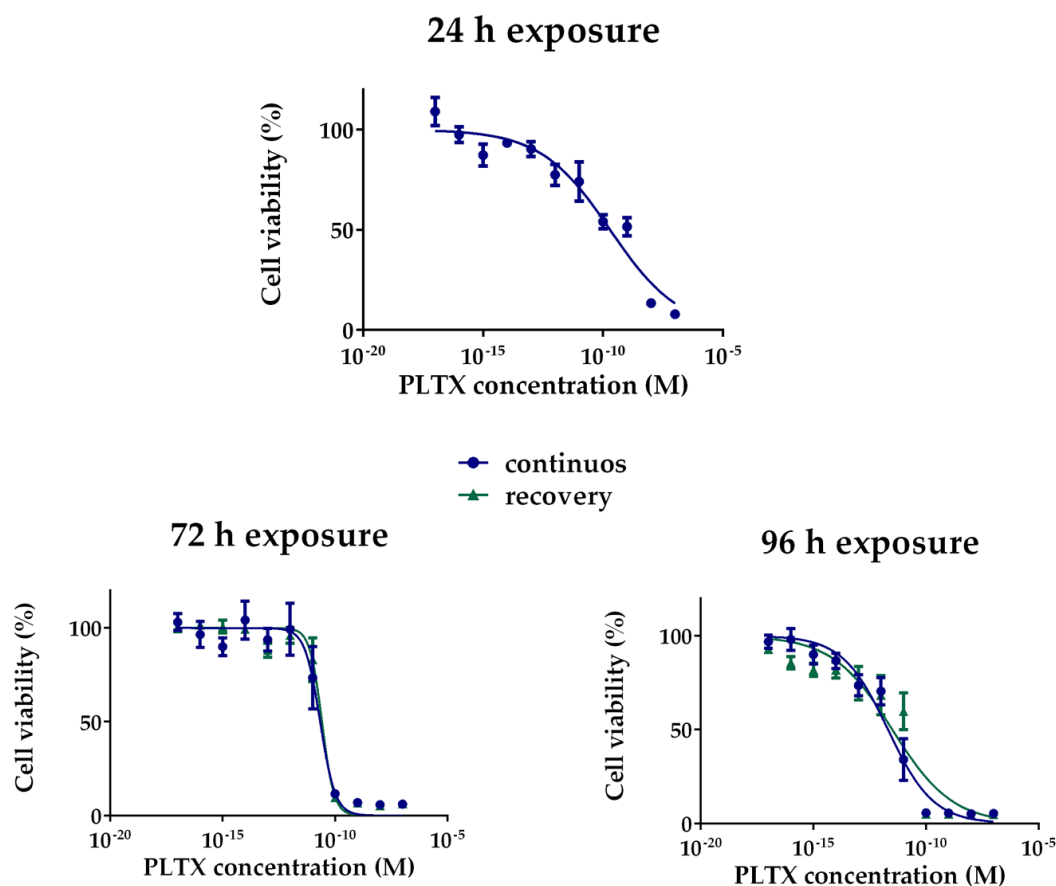 24 h exposure
Cell viability (%)
100
50
0
10-20
10-15
10-10
10-5
PLTX concentration (M)
continuos
recovery
72 h exposure
Cell viability (%)
100
50
0
10-20
10-15
10-10
10-5
PLTX concentration (M)
96 h exposure
Cell viability (%)
100
50
0
10-20
10-15
10-10
10-5
PLTX concentration (M)